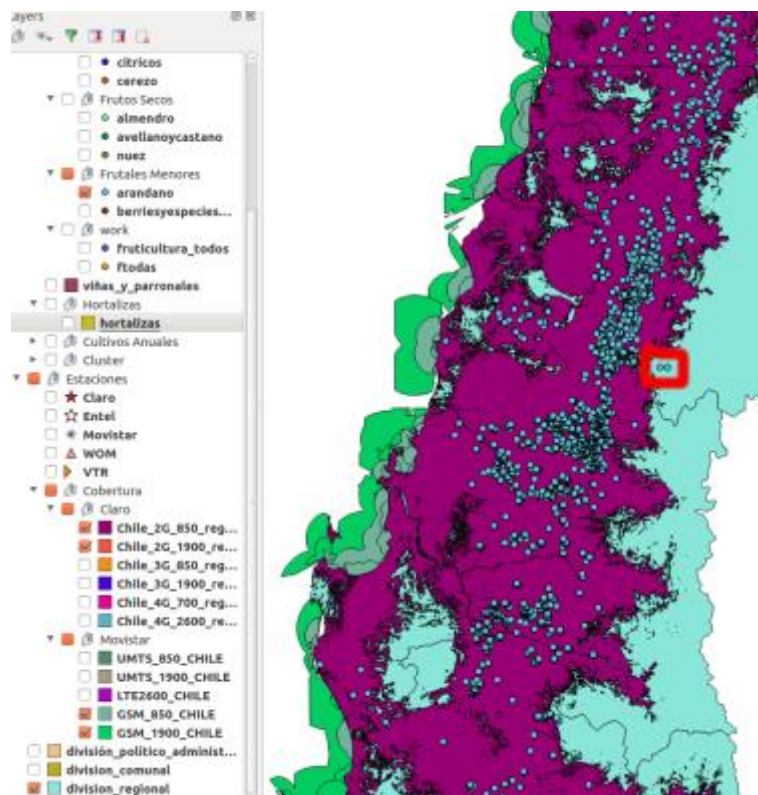 ayers
cítricos
cerezo
Frutos Secos
almendro
avellanoycastano
nuez
Frutales Menores
arandano
berriesyespecies...
work
fruticultura_todos
ftodas
viñas_y_parronales
Hortalizas
hortalizas
Cultivos Anuales
Cluster
Estaciones
Claro
Entel
Movistar
WOM
VTR
Cobertura
Claro
Chile_2G_850_reg...
Chile_2G_1900_re...
Chile_3G_850_reg...
Chile_3G_1900_re...
Chile_4G_700_reg...
Chile_4G_2600_re...
Movistar
UMTS_850_CHILE
UMTS_1900_CHILE
LTE2600_CHILE
GSM_850_CHILE
GSM_1900_CHILE
división_politico_administ...
division_comunal
division_regional